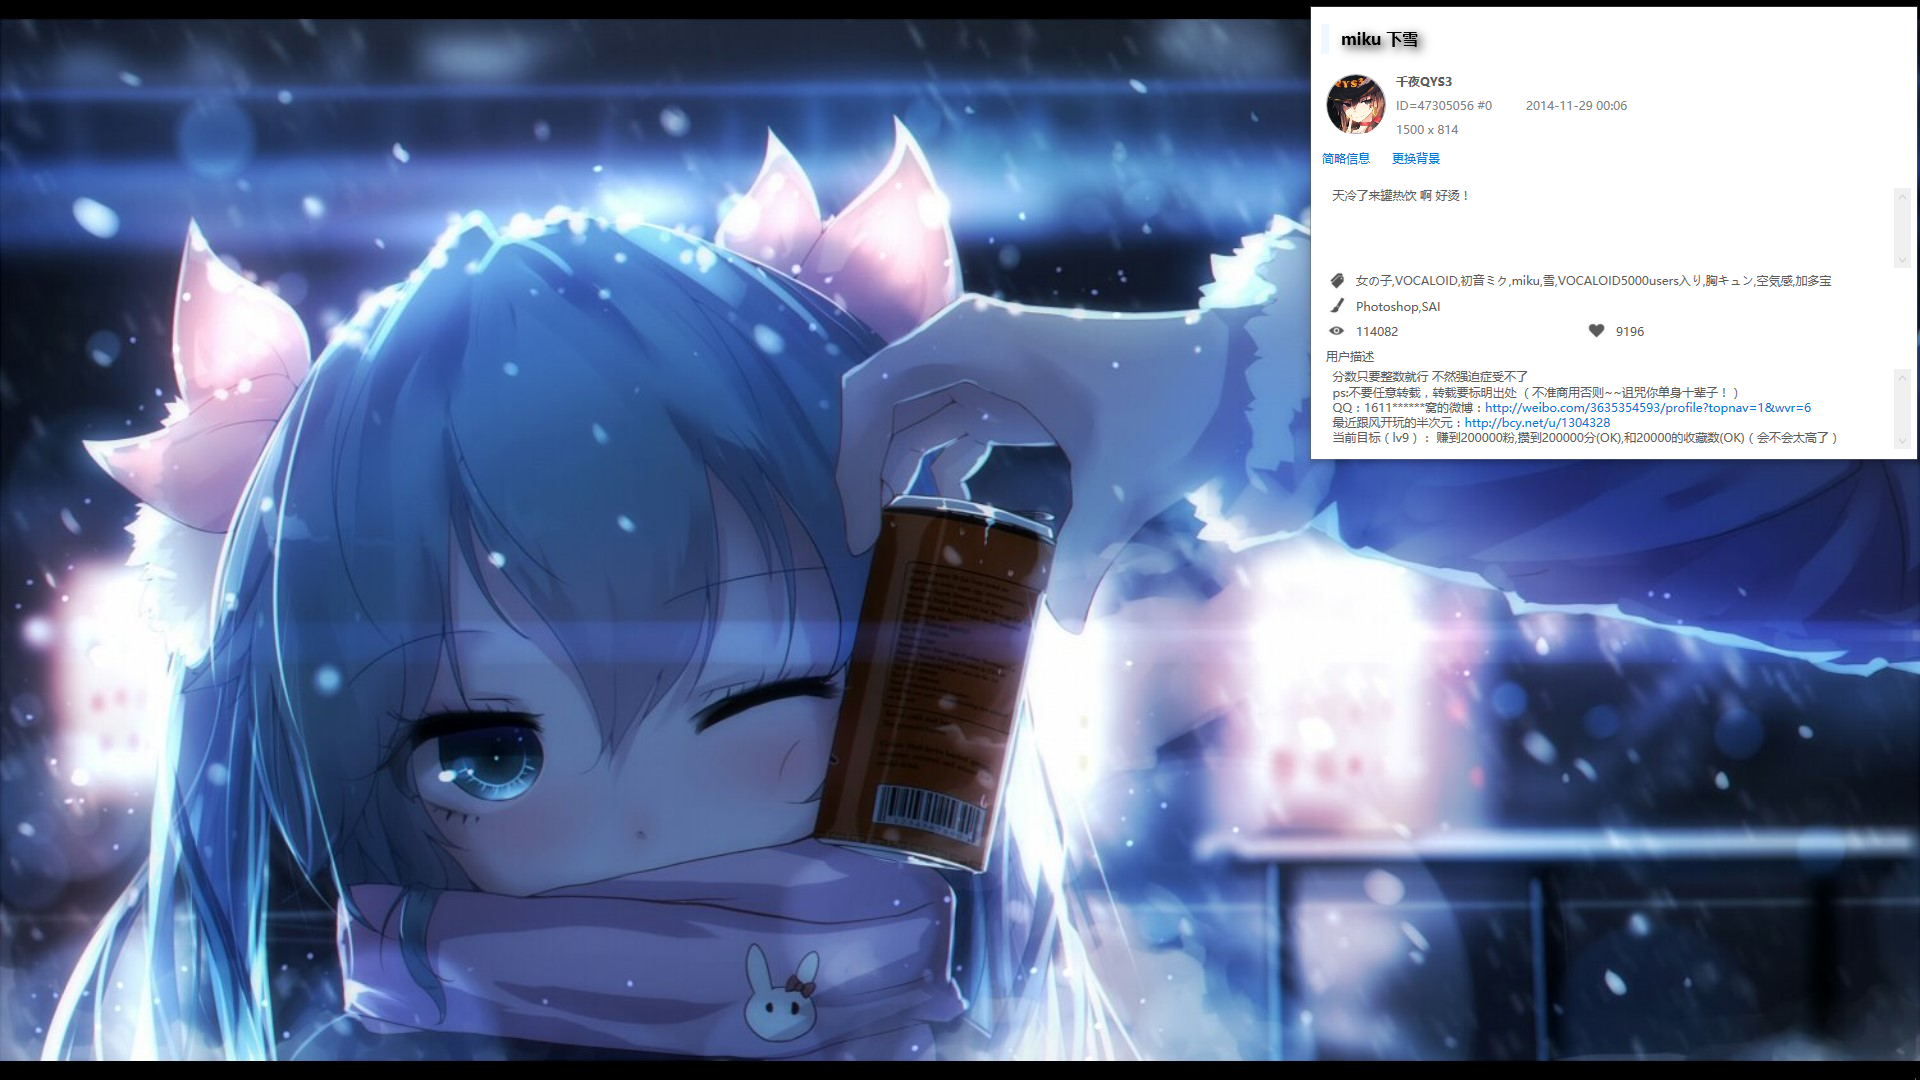 miku 下雪
千夜QYS3
ID=47305056 #0 2014-11-29 00:06
1500 x 814
简略信息 更换背景
天冷了来罐热饮 啊 好烫！
女の子,VOCALOID,初音ミク,miku,雪,VOCALOID5000users入り,胸キュン,空気感,加多宝
Photoshop,SAI
114082 9196
用户描述
分数只要整数就行 不然强迫症受不了
ps:不要任意转载，转载要标明出处（不准商用否则~~诅咒你单身十辈子！）
QQ：1611******窝的微博：http://weibo.com/3635354593/profile?topnav=1&wvr=6
最近跟风开玩的半次元：http://bcy.net/u/1304328
当前目标（lv9）：赚到200000粉,攒到200000分(OK),和20000的收藏数(OK)（会不会太高了）